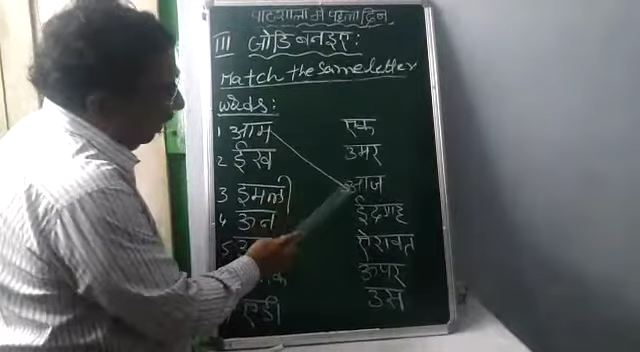 पाठशाला में पहला दिन
III जोडि बनइए:
Match the same letter
words:
1 आम एक
2 ईख उमर
3 इमली आज
4 ऊन ईदगाह
5. ऐरावत
ऊपर
एडी उस